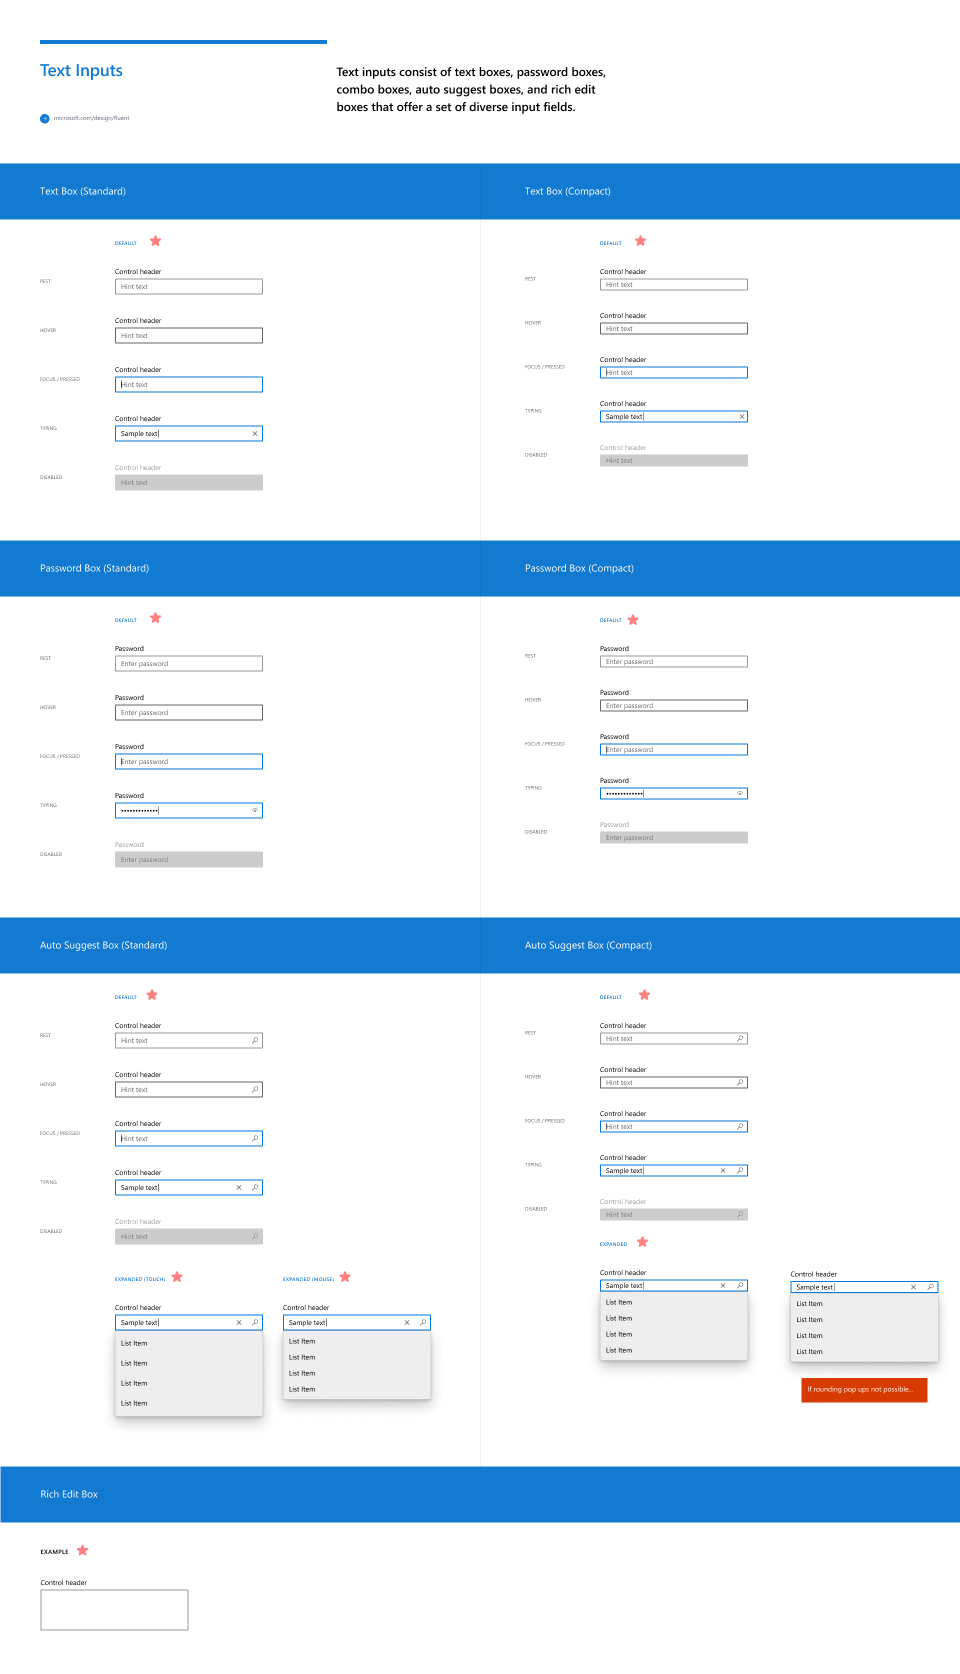 Text Inputs
Text inputs consist of text boxes, password boxes,
combo boxes, auto suggest boxes, and rich edit
boxes that offer a set of diverse input fields.
microsoft.com/design/fluent
Text Box (Standard)
DEFAULT
REST
Control header
Hint text
HOVER
Control header
Hint text
FOCUS / PRESSED
Control header
Hint text
TYPING
Control header
Sample text
DISABLED
Control header
Hint text
Text Box (Compact)
DEFAULT
REST
Control header
Hint text
HOVER
Control header
Hint text
FOCUS / PRESSED
Control header
Hint text
TYPING
Control header
Sample text
DISABLED
Control header
Hint text
Password Box (Standard)
DEFAULT
REST
Password
Enter password
HOVER
Password
Enter password
FOCUS / PRESSED
Password
Enter password
TYPING
Password
•••••••••••••
DISABLED
Password
Enter password
Password Box (Compact)
DEFAULT
REST
Password
Enter password
HOVER
Password
Enter password
FOCUS / PRESSED
Password
Enter password
TYPING
Password
•••••••••••••
DISABLED
Password
Enter password
Auto Suggest Box (Standard)
DEFAULT
REST
Control header
Hint text
HOVER
Control header
Hint text
FOCUS / PRESSED
Control header
Hint text
TYPING
Control header
Sample text
DISABLED
Control header
Hint text
EXPANDED (TOUCH)
Control header
Sample text
List Item
List Item
List Item
List Item
EXPANDED (MOUSE)
Control header
Sample text
List Item
List Item
List Item
List Item
Auto Suggest Box (Compact)
DEFAULT
REST
Control header
Hint text
HOVER
Control header
Hint text
FOCUS / PRESSED
Control header
Hint text
TYPING
Control header
Sample text
DISABLED
Control header
Hint text
EXPANDED
Control header
Sample text
List Item
List Item
List Item
List Item
Control header
Sample text
List Item
List Item
List Item
List Item
If rounding pop ups not possible...
Rich Edit Box
EXAMPLE
Control header